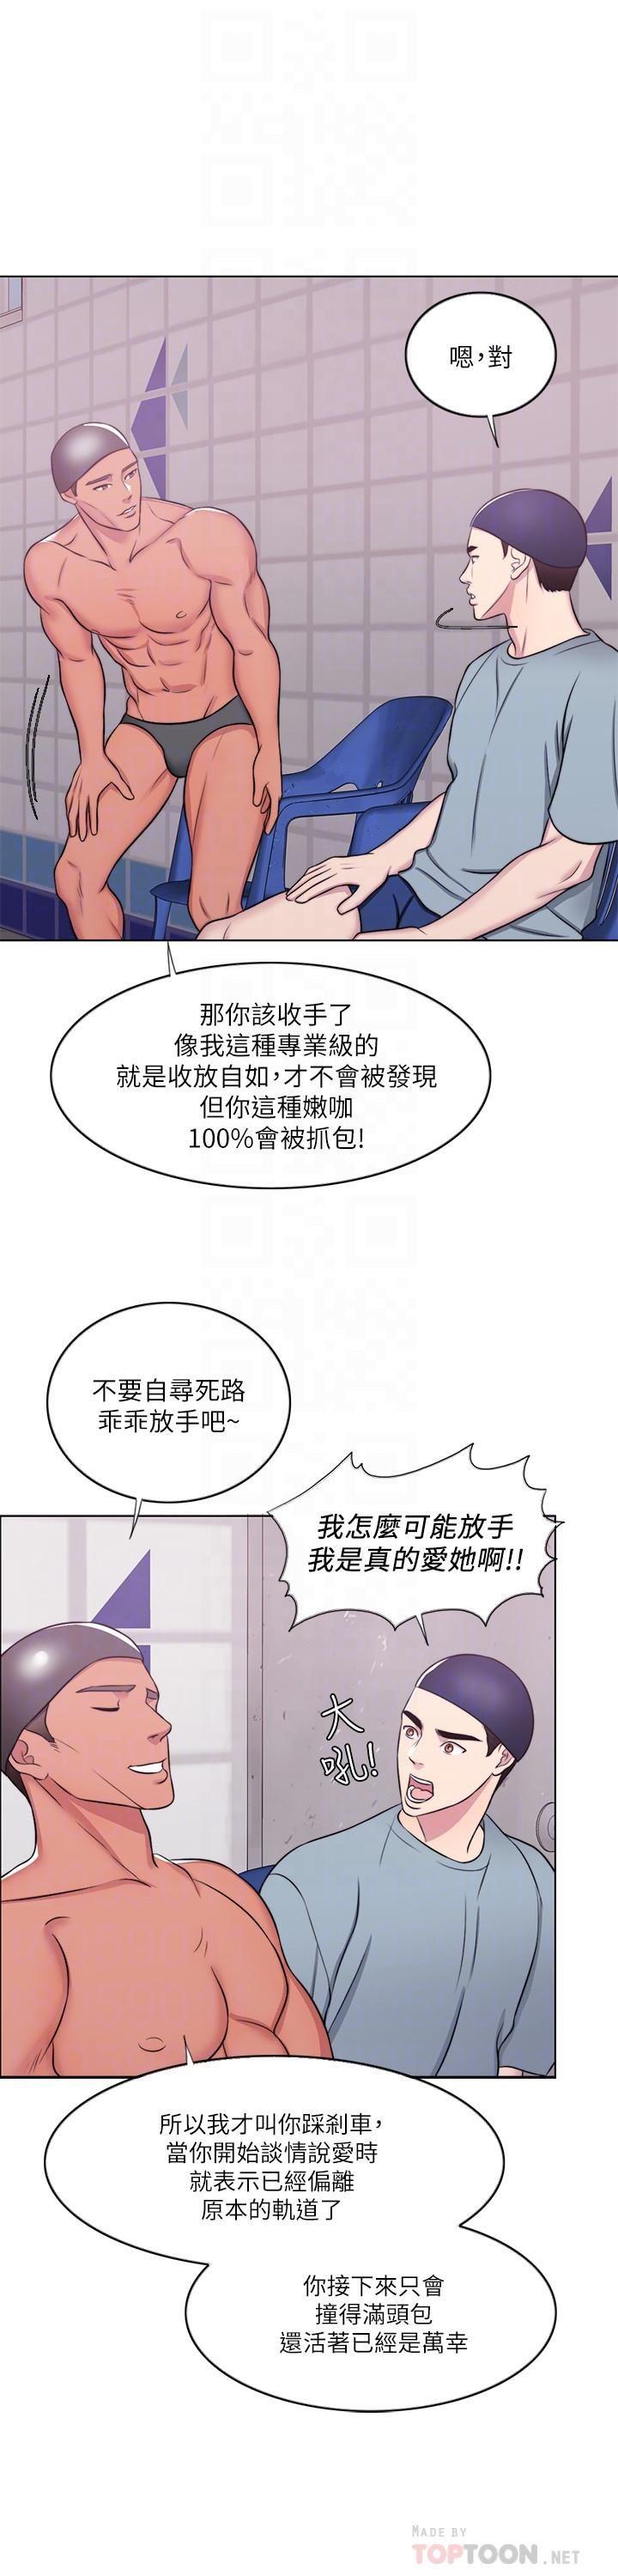 嗯,對
那你該收手了
像我這種專業級的
就是收放自如,才不會被發現
但你這種嫩咖
100%會被抓包!
不要自尋死路
乖乖放手吧~
我怎麼可能放手
我是真的愛她啊!!
大
吼!
所以我才叫你踩剎車,
當你開始談情說愛時
就表示已經偏離
原本的軌道了
你接下來只會
撞得滿頭包
還活著已經是萬幸
MADE BY
TOPTOON.NET